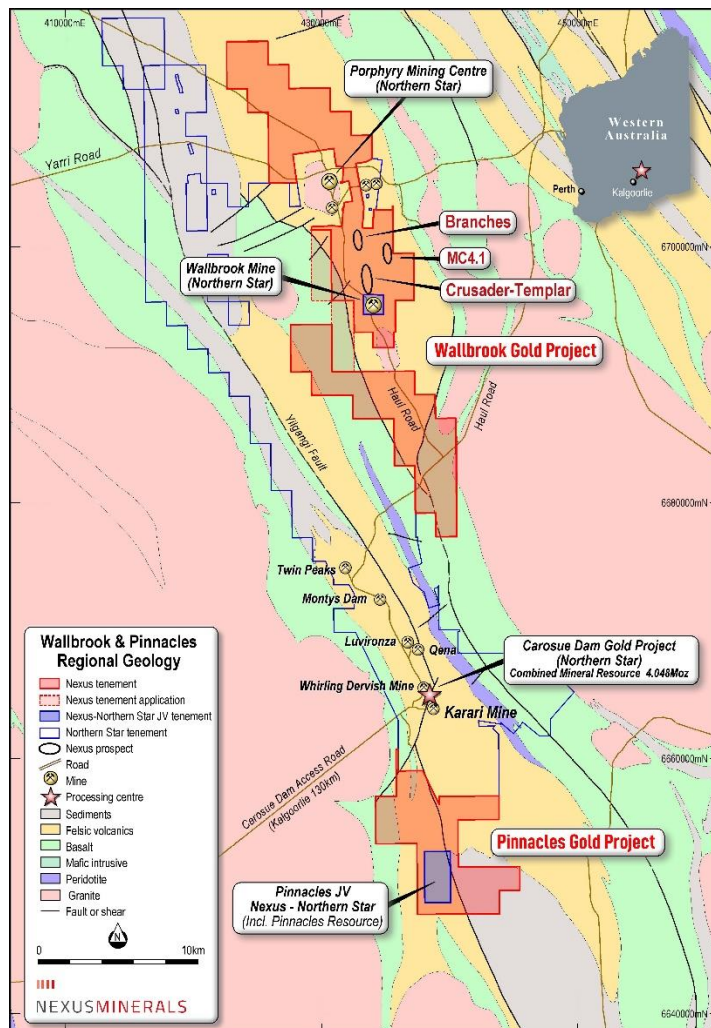 410000mE
430000mE
450000mE
Porphyry Mining Centre
(Northern Star)
Western
Australia
Perth
Kalgoorlie
Yarri Road
Branches
MC4.1
Crusader-Templar
6700000mN
Wallbrook Mine
(Northern Star)
Wallbrook Gold Project
Haul Road
Haul Road
Yilgangi Fault
6680000mN
Twin Peaks
Montys Dam
Luvironza
Qena
Whirling Dervish Mine
Karari Mine
Carosue Dam Gold Project
(Northern Star)
Combined Mineral Resource 4.048Moz
6660000mN
Carosue Dam Access Road
(Kalgoorlie 130km)
Pinnacles Gold Project
Pinnacles JV
Nexus - Northern Star
(Incl. Pinnacles Resource)
6640000mN
Wallbrook & Pinnacles
Regional Geology
Nexus tenement
Nexus tenement application
Nexus-Northern Star JV tenement
Northern Star tenement
Nexus prospect
Road
Mine
Processing centre
Sediments
Felsic volcanics
Basalt
Mafic intrusive
Peridotite
Granite
Fault or shear
N
0 10km
NEXUSMINERALS